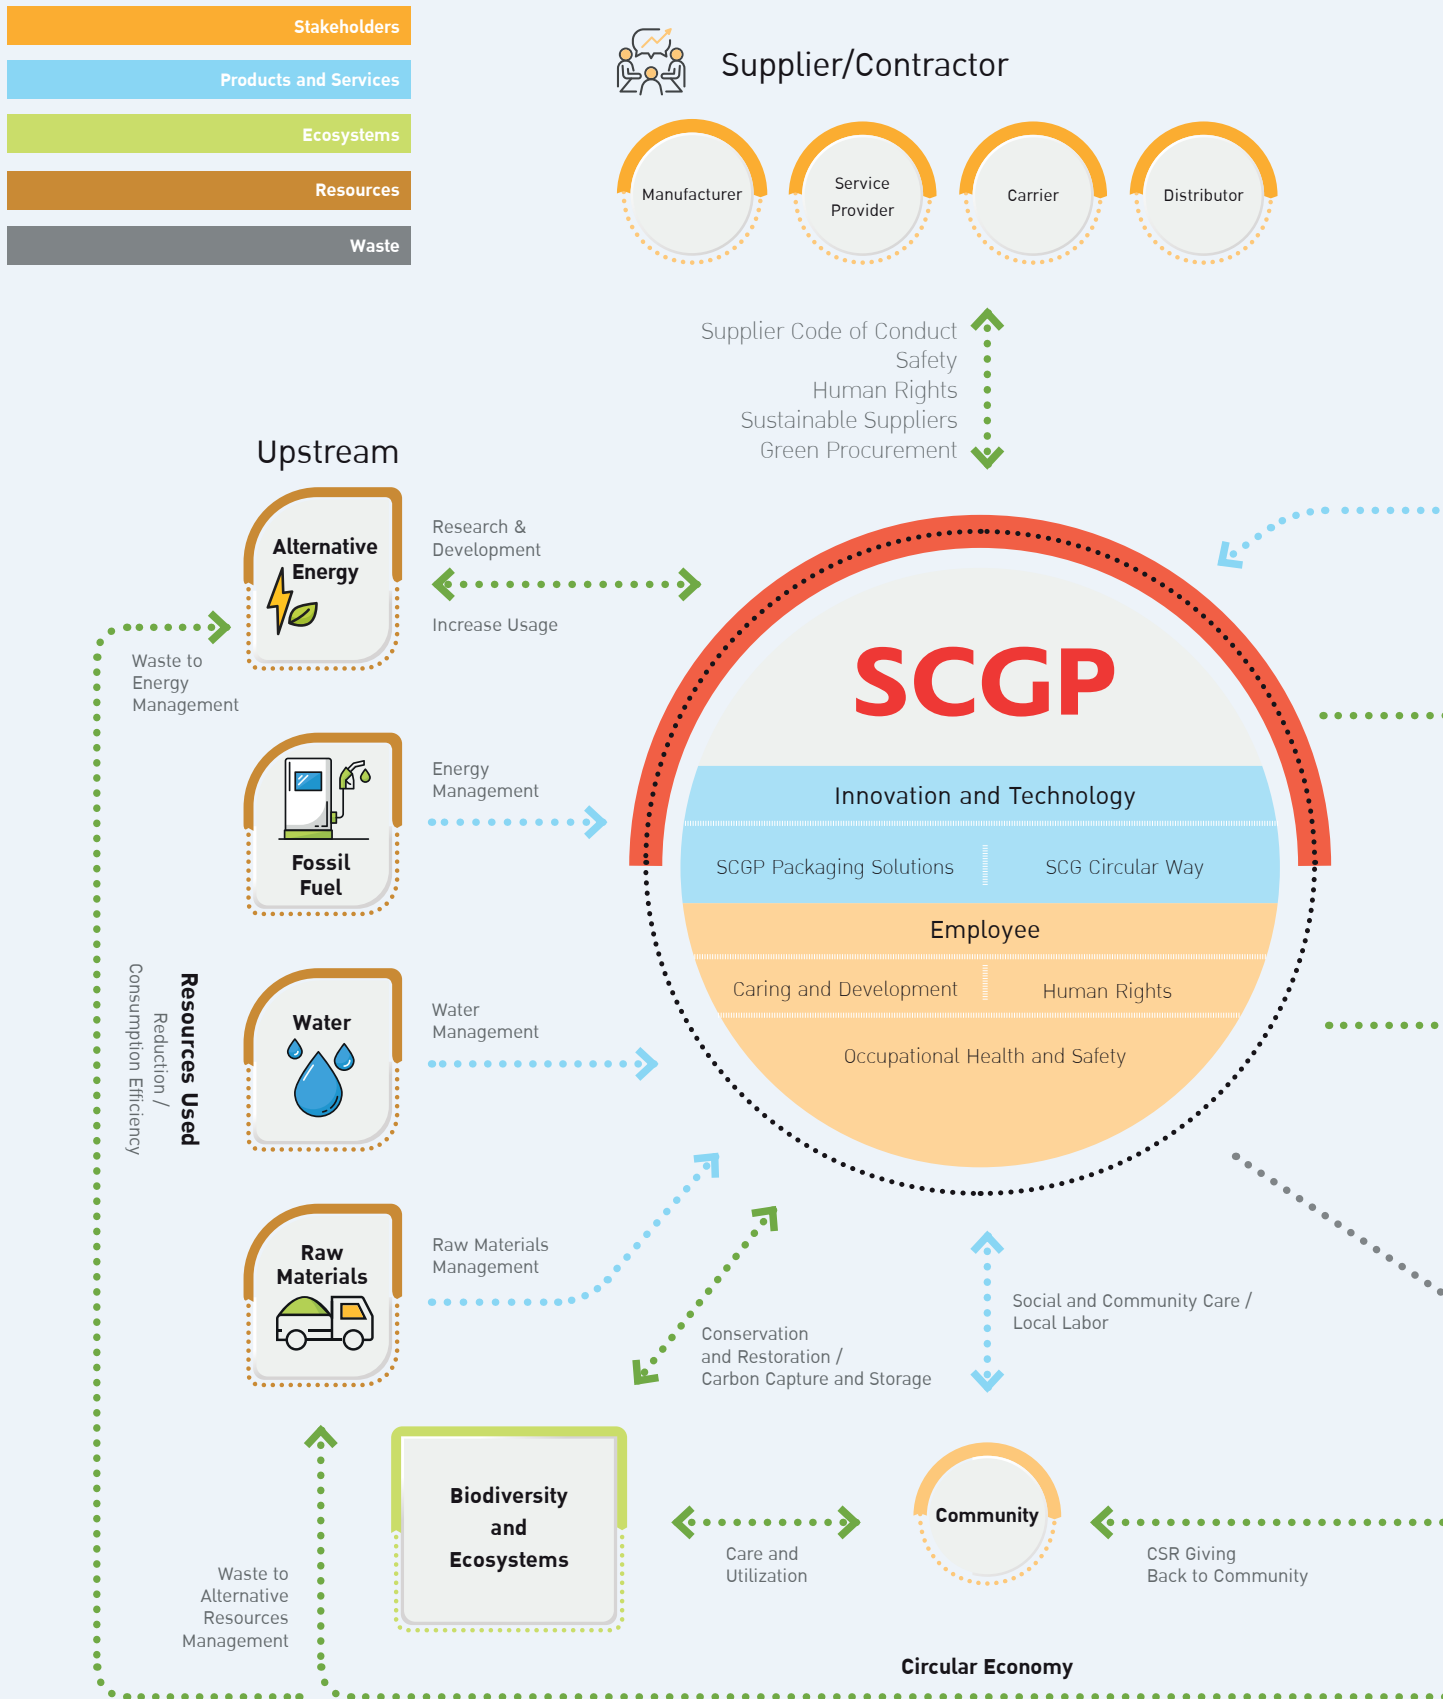 Stakeholders
Products and Services
Ecosystems
Resources
Waste
Supplier/Contractor
Manufacturer
Service
Provider
Carrier
Distributor
Supplier Code of Conduct
Safety
Human Rights
Sustainable Suppliers
Green Procurement
Upstream
Alternative
Energy
Research &
Development
Increase Usage
Waste to
Energy
Management
Fossil
Fuel
Energy
Management
Water
Water
Management
Resources Used
Reduction /
Consumption Efficiency
Raw
Materials
Raw Materials
Management
SCGP
Innovation and Technology
SCGP Packaging Solutions
SCG Circular Way
Employee
Caring and Development
Human Rights
Occupational Health and Safety
Conservation
and Restoration /
Carbon Capture and Storage
Social and Community Care /
Local Labor
Biodiversity
and
Ecosystems
Care and
Utilization
Community
CSR Giving
Back to Community
Waste to
Alternative
Resources
Management
Circular Economy